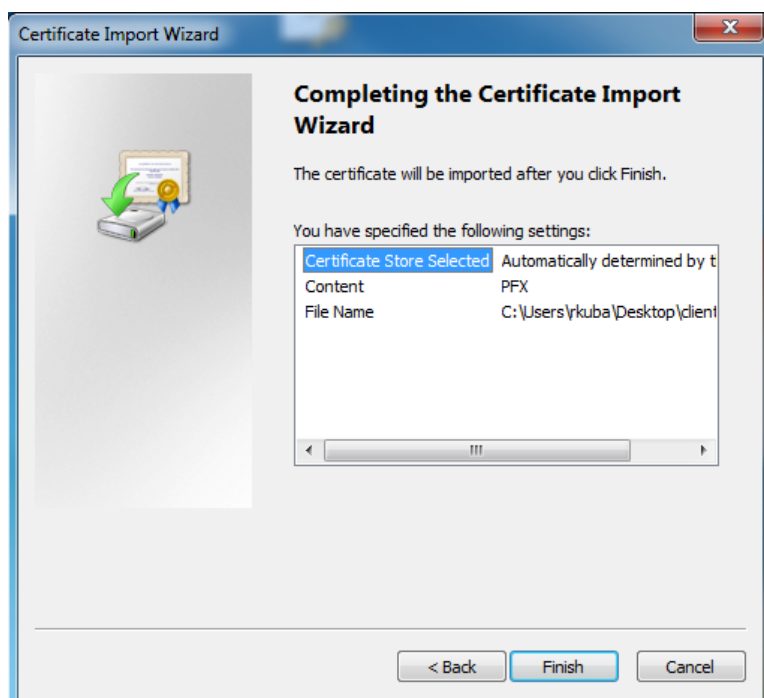 Certificate Import Wizard
Completing the Certificate Import
Wizard
The certificate will be imported after you click Finish.
You have specified the following settings:
Certificate Store Selected Automatically determined by t
Content PFX
File Name C:\Users\rkuba\Desktop\client
< Back Finish Cancel